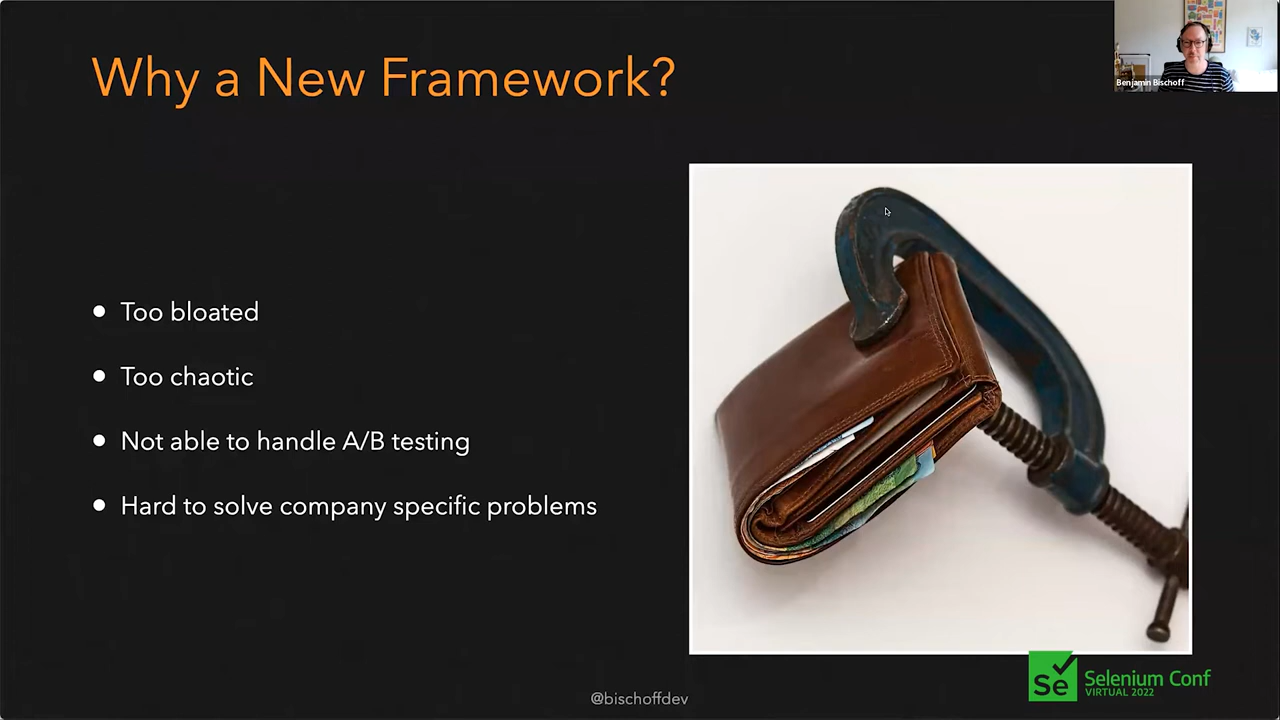 Why a New Framework?
Benjamin Bischoff
Too bloated
Too chaotic
Not able to handle A/B testing
Hard to solve company specific problems
@bischoffdev
Se
Selenium Conf
VIRTUAL 2022